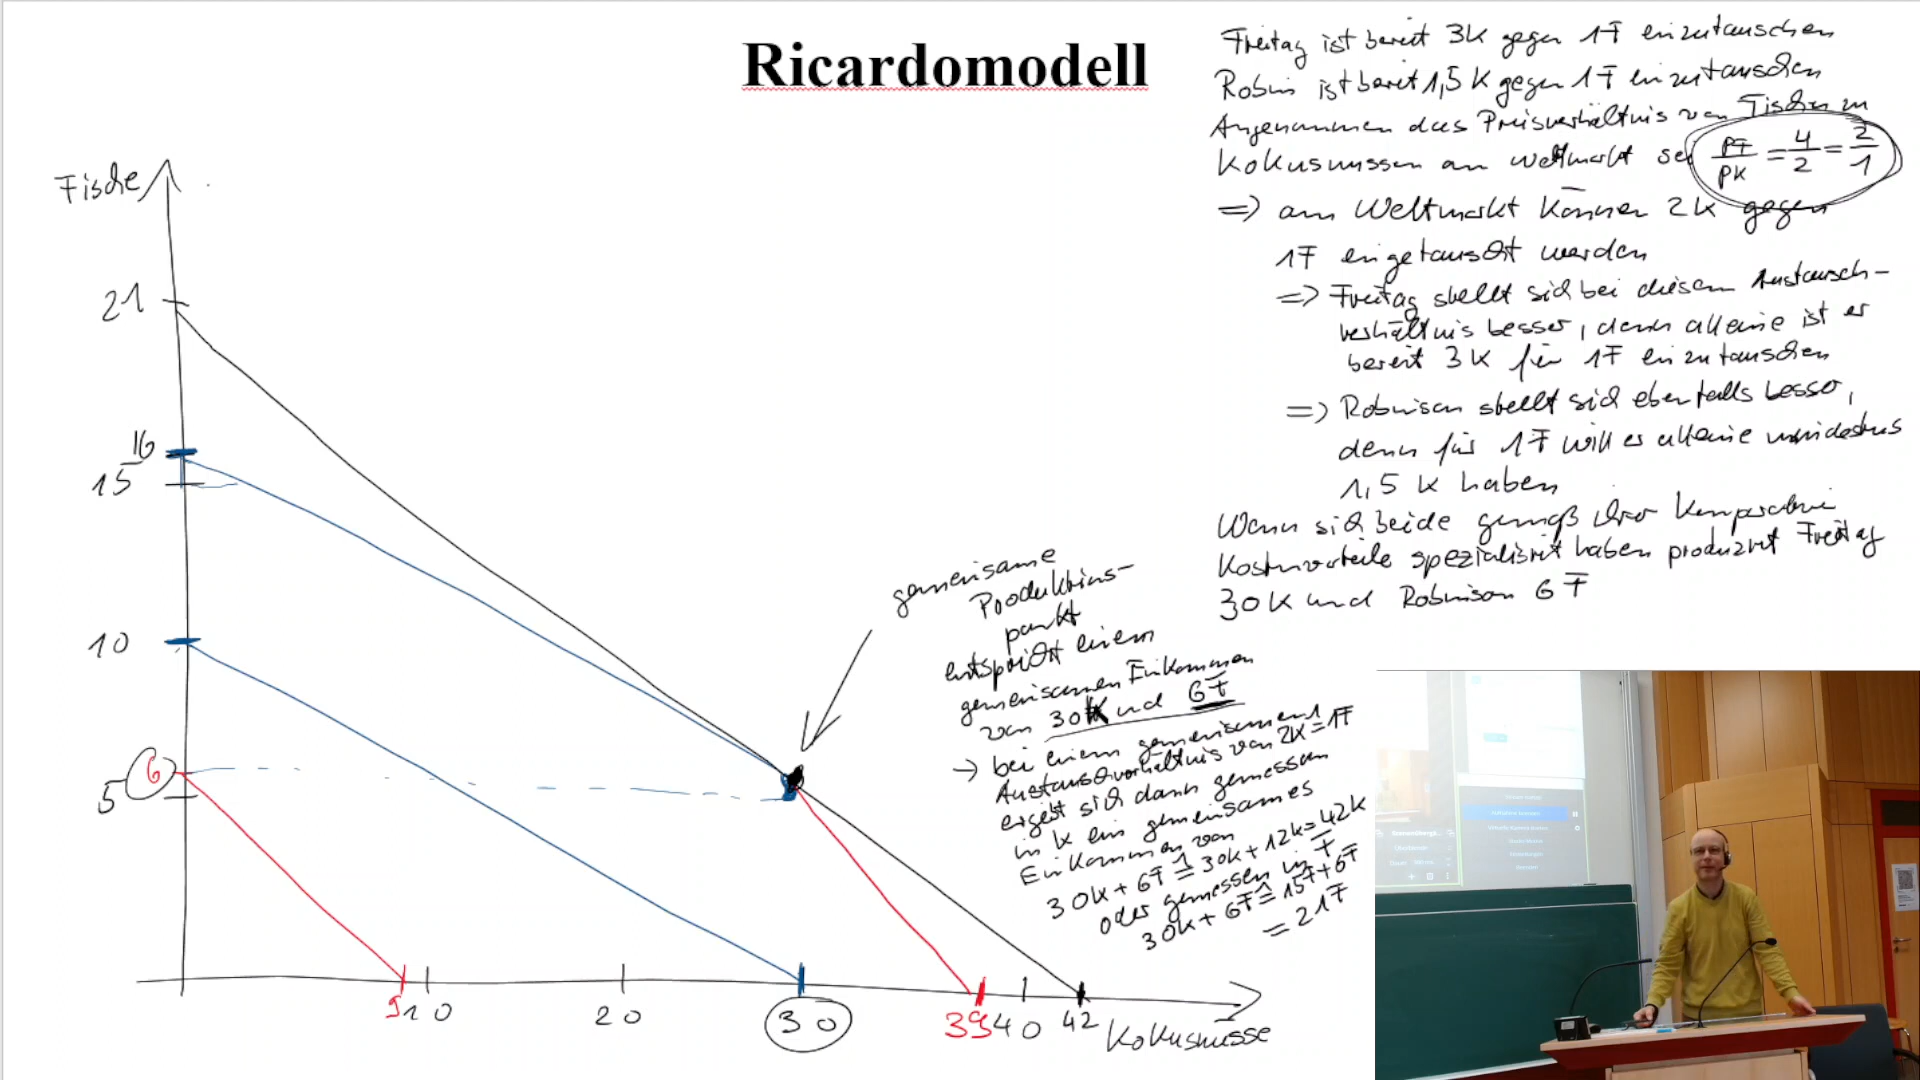 Ricardomodell
Freitag ist bereit 3K gegen 1F einzutauschen
Robin ist bereit 1,5 K gegen 1F einzutauschen
Angenommen das Preisverhältnis von Fischen zu
Kokusnussen am Weltmarkt sei PF/PK = 4/2 = 2/1
=> am Weltmarkt können 2K gegen
1F eingetauscht werden
=> Freitag stellt sich bei diesem Austausch-
verhältnis besser, denn alleine ist er
bereit 3K für 1F einzutauschen
=> Robinson stellt sich ebenfalls besser,
denn für 1F will er alleine mindestens
1,5 K haben
Wenn sich beide gemäß ihrer Komparativen
Kostenvorteile spezialisiert haben produziert Freitag
30K und Robinson 6F
Fische
21
16
15
10
6
5
9
10
20
30
39
40
42
Kokusnüsse
gemeinsame
Produktions-
punkt
entspricht einem
gemeinsamen Einkommen
von 30K und 6F
-> bei einem gemeinsamen
Austauschverhältnis von 2K = 1F
ergibt sich dann gemessen
in K ein gemeinsames
Einkommen von
30K + 6F ≙ 30K + 12K = 42K
oder gemessen in F
30K + 6F ≙ 15F + 6F
= 21F